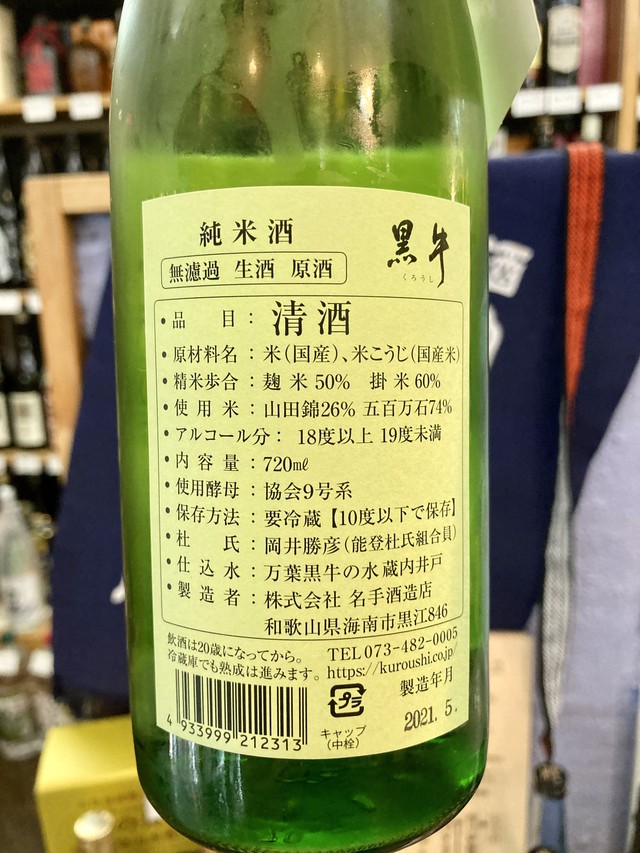 純米酒
黒牛
くろうし
無濾過 生酒 原酒
・品目：清酒
・原材料名：米(国産)、米こうじ(国産米)
・精米歩合：麹米50% 掛米60%
・使用米：山田錦26% 五百万石74%
・アルコール分：18度以上 19度未満
・内容量：720㎖
・使用酵母：協会9号系
・保存方法：要冷蔵【10度以下で保存】
・杜氏：岡井勝彦(能登杜氏組合員)
・仕込水：万葉黒牛の水蔵内井戸
・製造者：株式会社 名手酒造店
和歌山県海南市黒江846
飲酒は20歳になってから。
冷蔵庫でも熟成は進みます。
TEL073-482-0005
https://kuroushi.co.jp/
製造年月
2021. 5.
プラ
キャップ
(中栓)
4 933999 212313